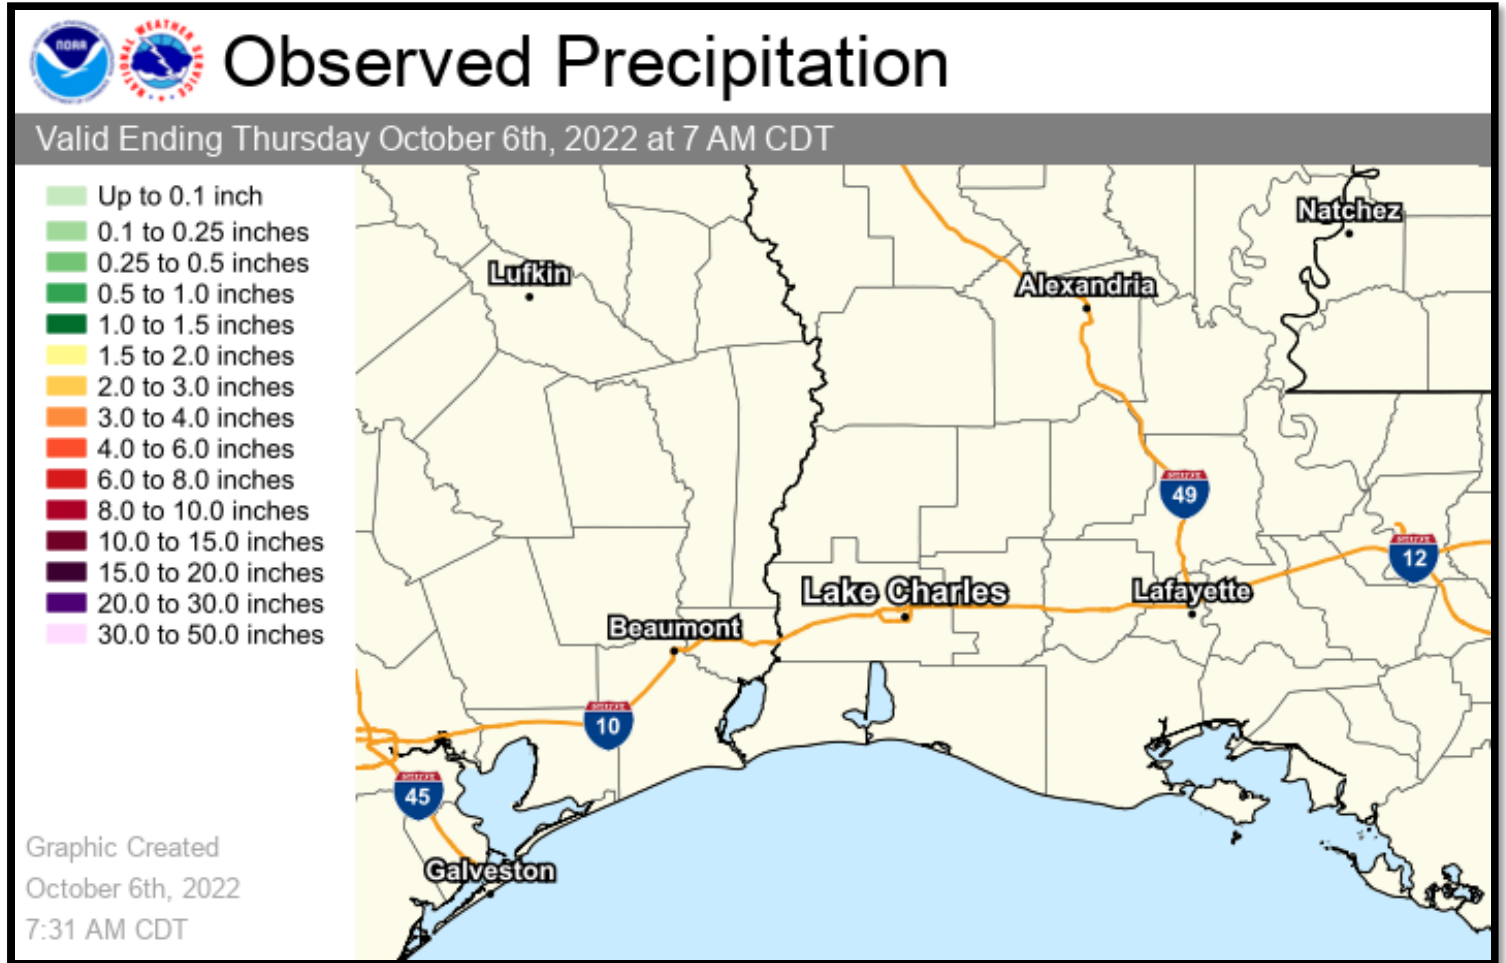 NOAA
NATIONAL WEATHER SERVICE
Observed Precipitation
Valid Ending Thursday October 6th, 2022 at 7 AM CDT
Up to 0.1 inch
0.1 to 0.25 inches
0.25 to 0.5 inches
0.5 to 1.0 inches
1.0 to 1.5 inches
1.5 to 2.0 inches
2.0 to 3.0 inches
3.0 to 4.0 inches
4.0 to 6.0 inches
6.0 to 8.0 inches
8.0 to 10.0 inches
10.0 to 15.0 inches
15.0 to 20.0 inches
20.0 to 30.0 inches
30.0 to 50.0 inches
Natchez
Lufkin
Alexandria
49
12
Lake Charles
Lafayette
Beaumont
10
45
Galveston
Graphic Created
October 6th, 2022
7:31 AM CDT